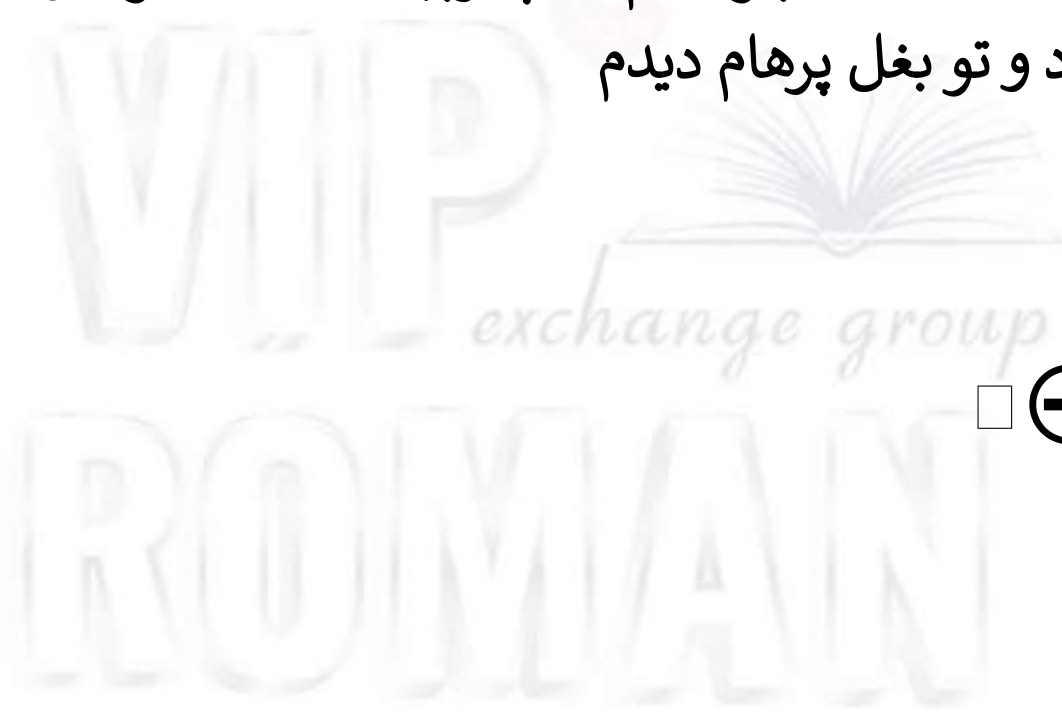 د و تو بغل پرهام دیدم
VIP
exchange group
ROMAN